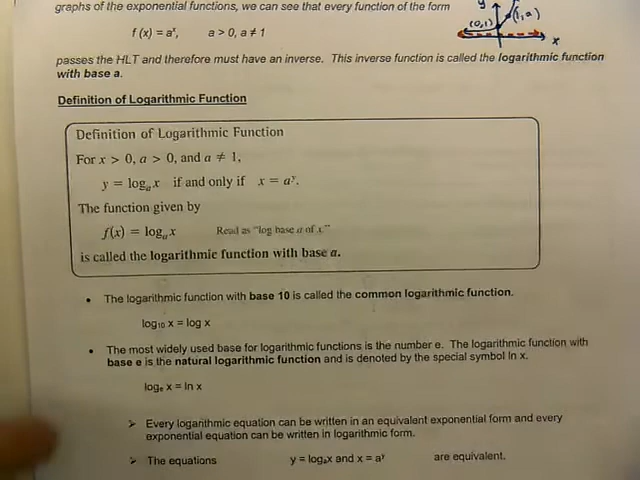 graphs of the exponential functions, we can see that every function of the form
y
(0,1) (1,a)
f (x) = aˣ, a > 0, a ≠ 1
x
passes the HLT and therefore must have an inverse. This inverse function is called the logarithmic function
with base a.
Definition of Logarithmic Function
Definition of Logarithmic Function
For x > 0, a > 0, and a ≠ 1,
y = logₐ x if and only if x = aʸ.
The function given by
f(x) = logₐ x Read as "log base a of x."
is called the logarithmic function with base a.
• The logarithmic function with base 10 is called the common logarithmic function.
log₁₀ x = log x
• The most widely used base for logarithmic functions is the number e. The logarithmic function with
base e is the natural logarithmic function and is denoted by the special symbol ln x.
logₑ x = ln x
➢ Every logarithmic equation can be written in an equivalent exponential form and every
exponential equation can be written in logarithmic form.
➢ The equations y = logₐx and x = aʸ are equivalent.